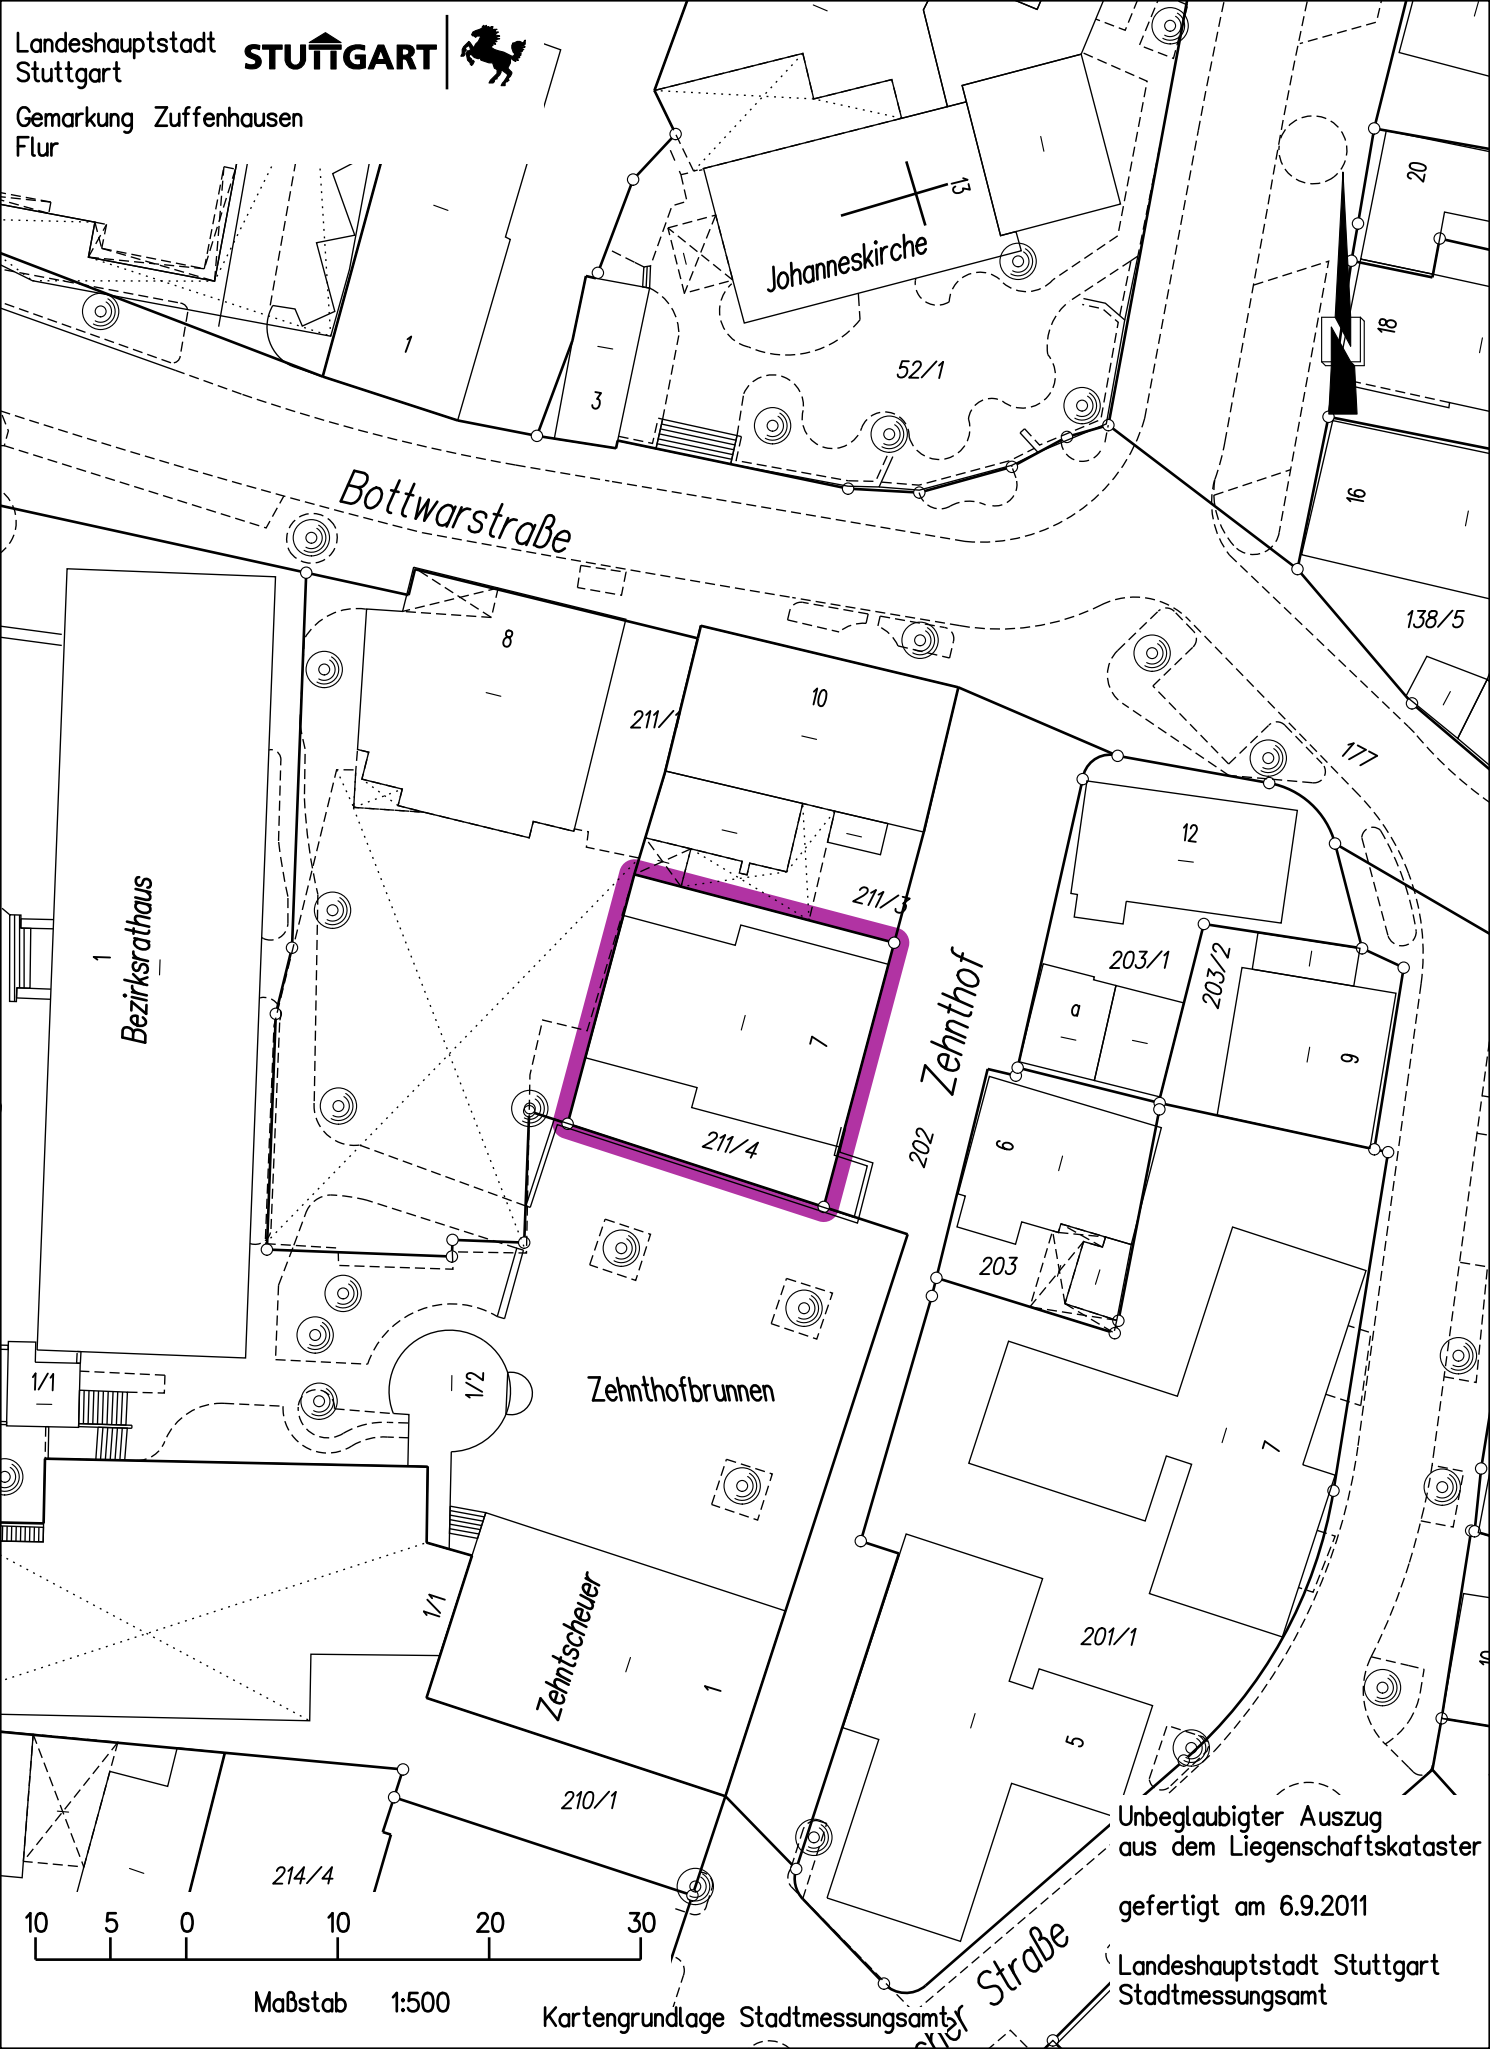 Landeshauptstadt
Stuttgart
STUTTGART
Gemarkung Zuffenhausen
Flur
13
Johanneskirche
20
18
1
3
52/1
16
Bottwarstraße
138/5
8
10
211/1
177
12
Bezirksrathaus
1
211/3
203/1
203/2
a
9
7
Zehnthof
211/4
202
6
203
1/1
1/2
Zehnthofbrunnen
7
1/1
Zehntscheuer
1
201/1
5
210/1
214/4
Unbeglaubigter Auszug
aus dem Liegenschaftskataster
gefertigt am 6.9.2011
Landeshauptstadt Stuttgart
Stadtmessungsamt
10 5 0 10 20 30
Maßstab 1:500
Kartengrundlage Stadtmessungsamt
cher Straße